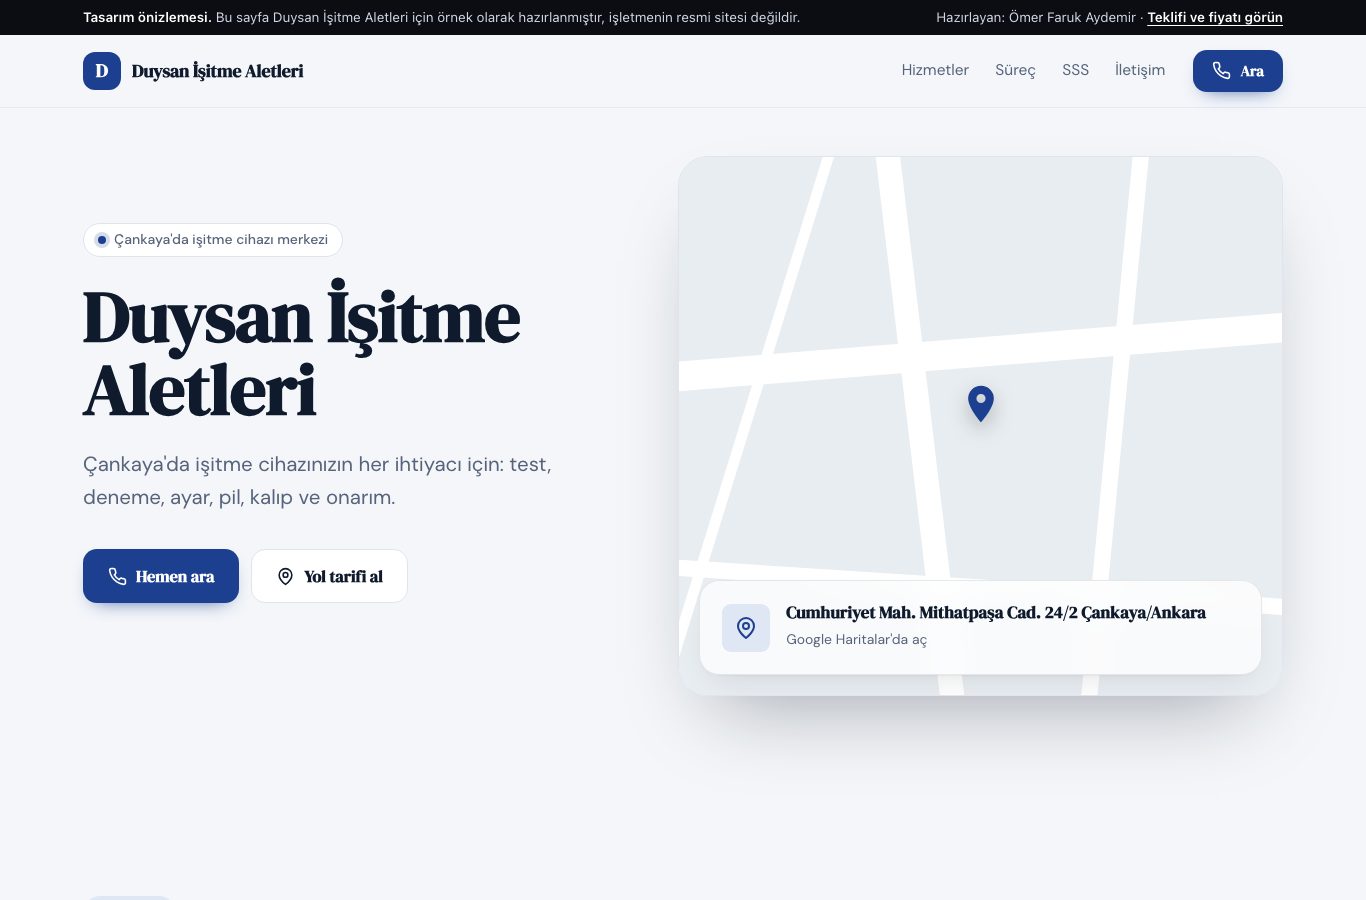 Tasarım önizlemesi. Bu sayfa Duysan İşitme Aletleri için örnek olarak hazırlanmıştır, işletmenin resmi sitesi değildir.
Hazırlayan: Ömer Faruk Aydemir · Teklifi ve fiyatı görün
D
Duysan İşitme Aletleri
Hizmetler
Süreç
SSS
İletişim
Ara
Çankaya'da işitme cihazı merkezi
Duysan İşitme
Aletleri
Çankaya'da işitme cihazınızın her ihtiyacı için: test,
deneme, ayar, pil, kalıp ve onarım.
Hemen ara
Yol tarifi al
Cumhuriyet Mah. Mithatpaşa Cad. 24/2 Çankaya/Ankara
Google Haritalar'da aç